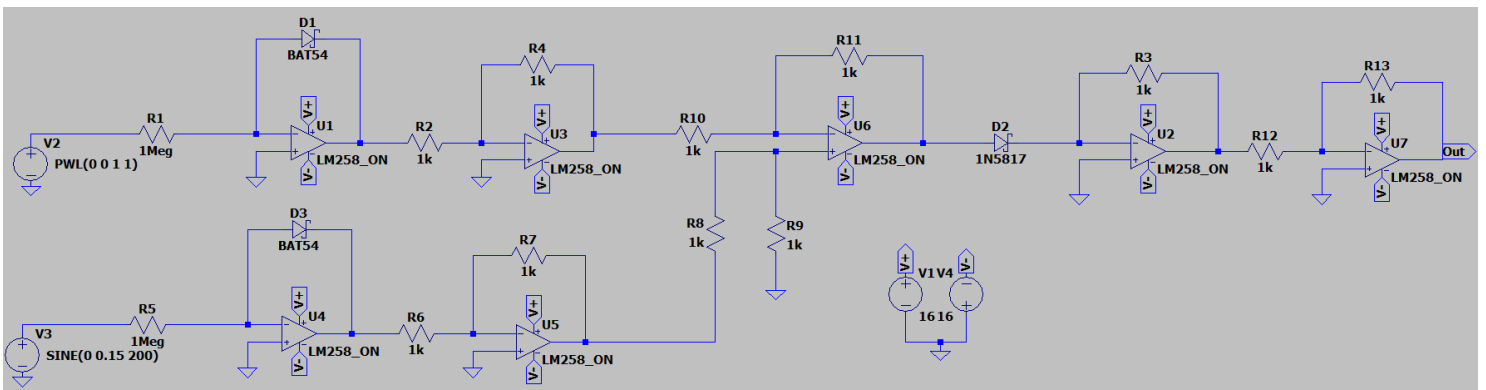 D1
BAT54
R1
1Meg
V2
PWL(0 0 1 1)
V+
U1
LM258_ON
V-
R2
1k
R4
1k
V+
U3
LM258_ON
V-
R10
1k
R11
1k
V+
U6
LM258_ON
V-
D2
1N5817
R3
1k
V+
U2
LM258_ON
V-
R12
1k
R13
1k
V+
U7
LM258_ON
V-
Out
D3
BAT54
R5
1Meg
V3
SINE(0 0.15 200)
V+
U4
LM258_ON
V-
R6
1k
R7
1k
V+
U5
LM258_ON
V-
R8
1k
R9
1k
V+
V-
V1
V4
16
16